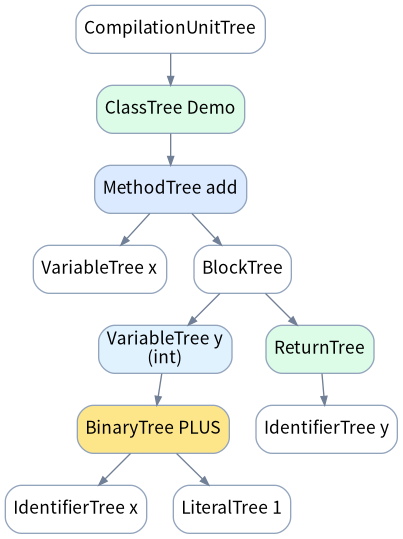 CompilationUnitTree
ClassTree Demo
MethodTree add
VariableTree x
BlockTree
VariableTree y
(int)
ReturnTree
BinaryTree PLUS
IdentifierTree y
IdentifierTree x
LiteralTree 1